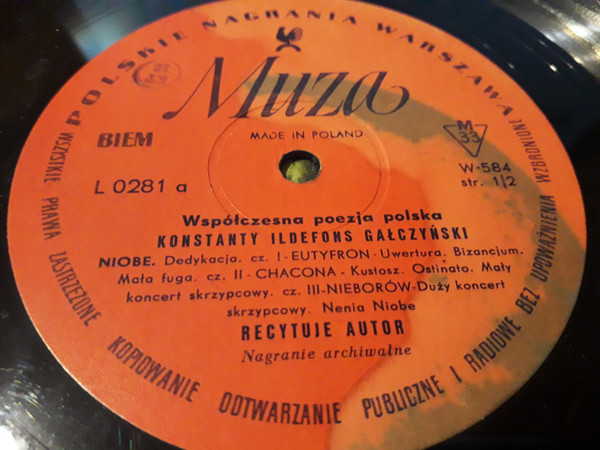 POLSKIE NAGRANIA WARSZAWA
Muza
MADE IN POLAND
BIEM
M
33
L 0281 a
W-584
str. 1/2
Współczesna poezja polska
KONSTANTY ILDEFONS GAŁCZYŃSKI
NIOBE. Dedykacja. cz. I-EUTYFRON-Uwertura. Bizancjum.
Mała fuga. cz. II-CHACONA-Kustosz. Ostinato. Mały
koncert skrzypcowy. cz. III-NIEBORÓW-Duży koncert
skrzypcowy. Nenia Niobe
RECYTUJE AUTOR
Nagranie archiwalne
WSZYSTKIE PRAWA ZASTRZEŻONE KOPIOWANIE ODTWARZANIE PUBLICZNE I RADIOWE BEZ UPOWAŻNIENIA WZBRONIONE